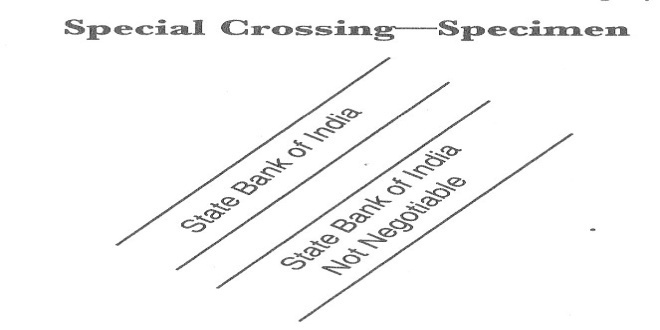 Special Crossing—Specimen
State Bank of India
State Bank of India
Not Negotiable